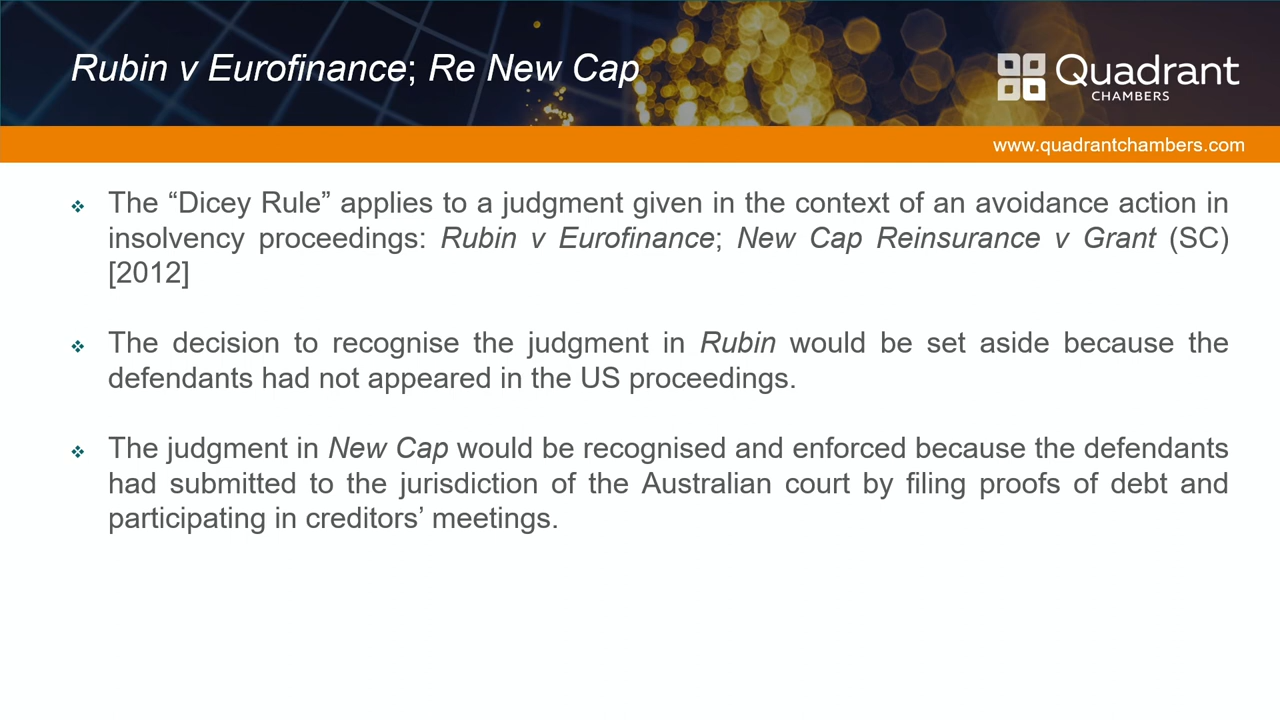 Rubin v Eurofinance; Re New Cap
Quadrant
CHAMBERS
www.quadrantchambers.com
❖ The “Dicey Rule” applies to a judgment given in the context of an avoidance action in
insolvency proceedings: Rubin v Eurofinance; New Cap Reinsurance v Grant (SC)
[2012]
❖ The decision to recognise the judgment in Rubin would be set aside because the
defendants had not appeared in the US proceedings.
❖ The judgment in New Cap would be recognised and enforced because the defendants
had submitted to the jurisdiction of the Australian court by filing proofs of debt and
participating in creditors’ meetings.